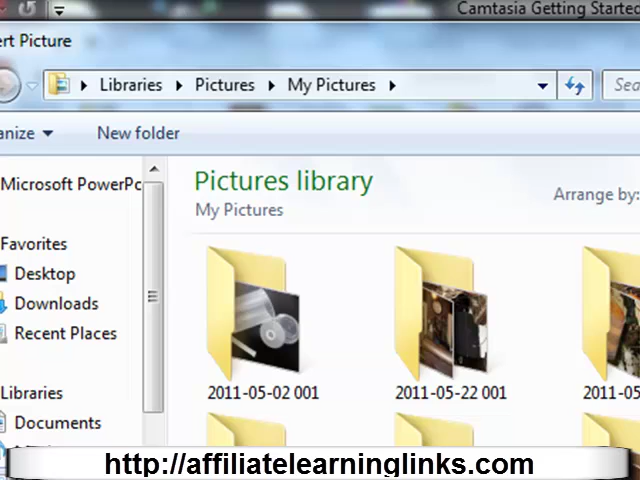 Camtasia Getting Started
ert Picture
Libraries Pictures My Pictures Sea
anize New folder
Microsoft PowerPo
Pictures library
My Pictures
Arrange by:
Favorites
Desktop
Downloads
Recent Places
Libraries
Documents
2011-05-02 001
2011-05-22 001
2011-05
http://affiliatelearninglinks.com